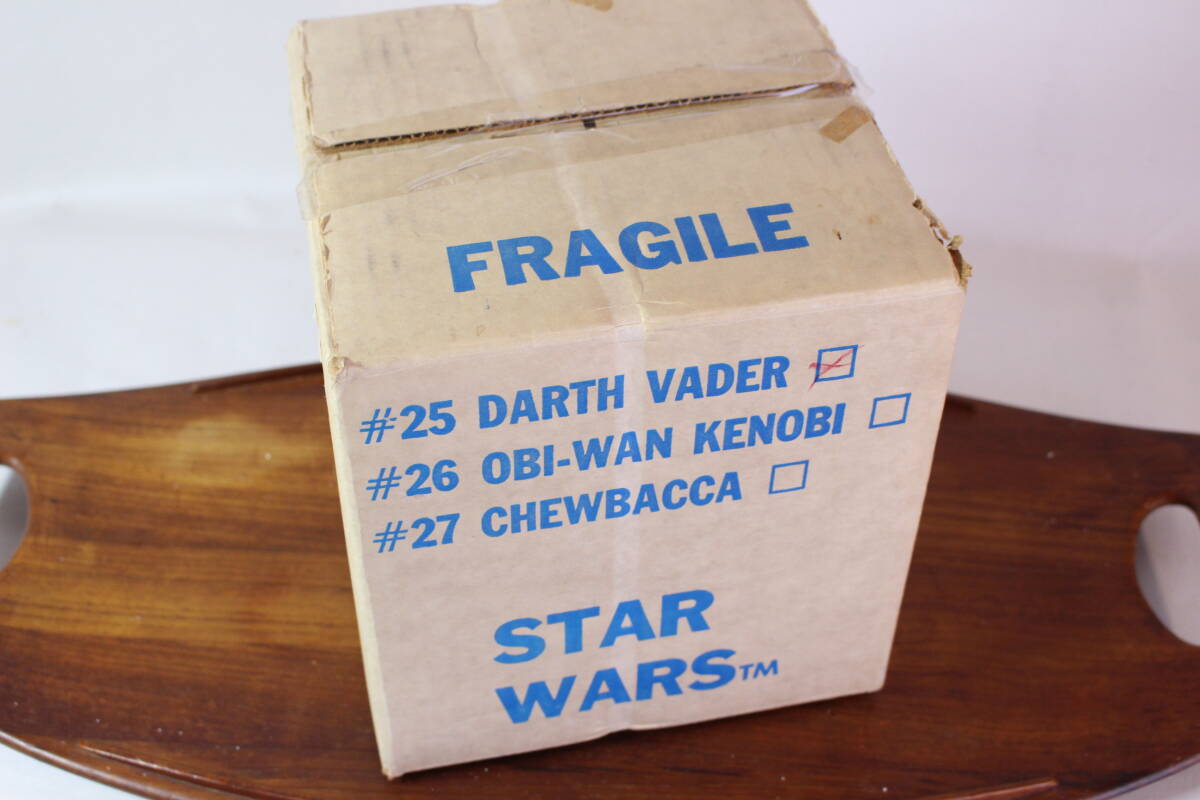 FRAGILE
#25 DARTH VADER
#26 OBI-WAN KENOBI
#27 CHEWBACCA
STAR
WARS™